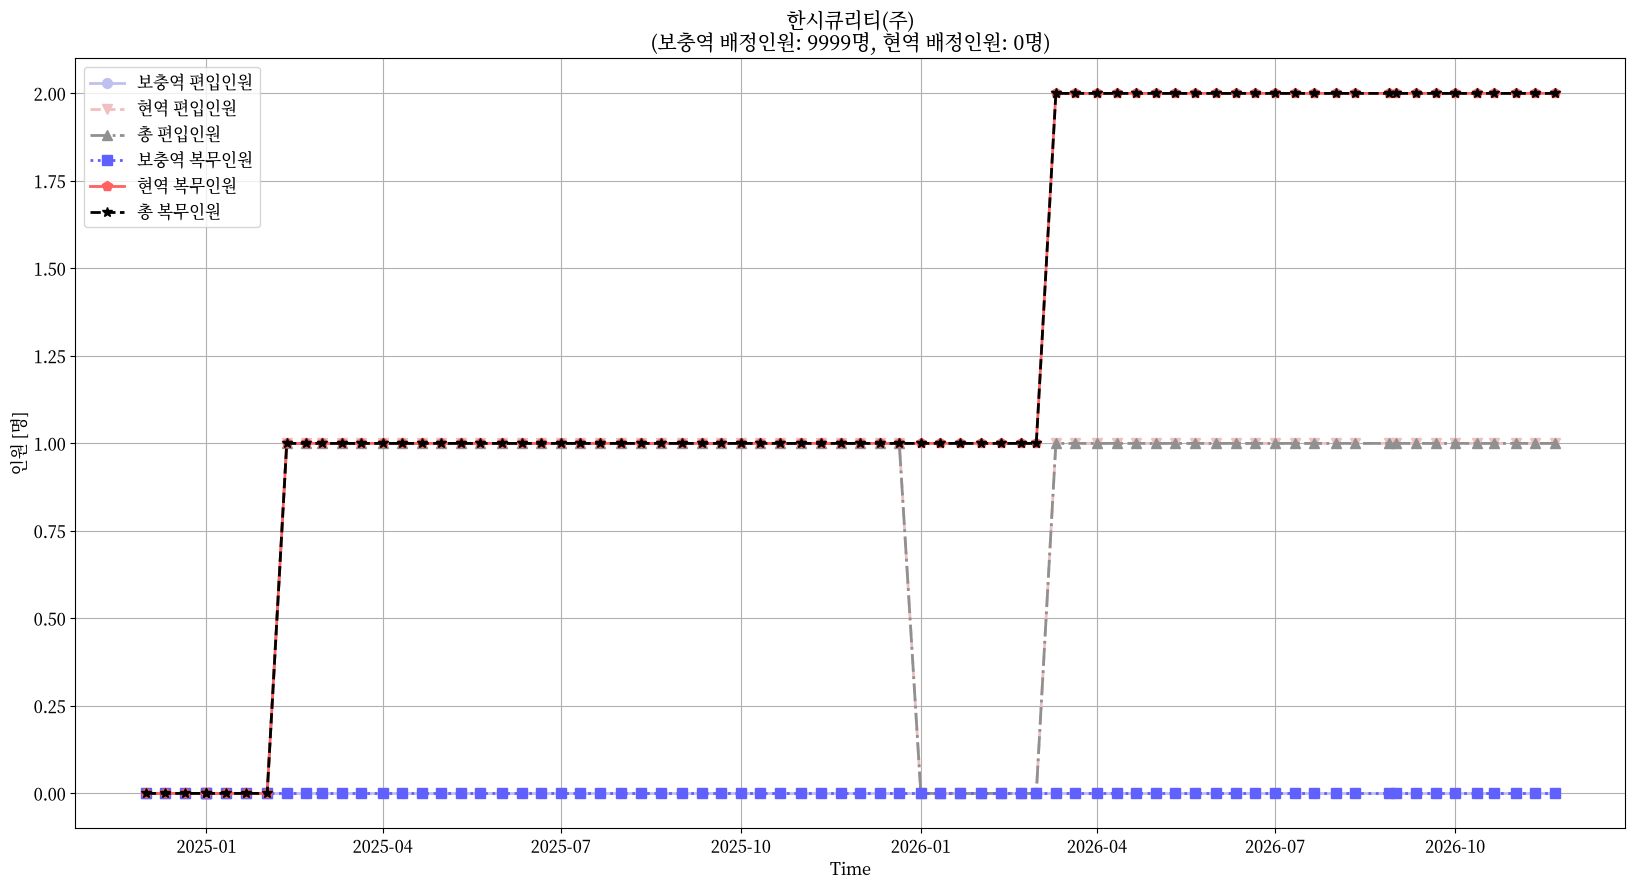 한시큐리티(주)
(보충역 배정인원: 9999명, 현역 배정인원: 0명)
보충역 편입인원
현역 편입인원
총 편입인원
보충역 복무인원
현역 복무인원
총 복무인원
2.00
1.75
1.50
1.25
1.00
0.75
0.50
0.25
0.00
인원 [명]
2025-01
2025-04
2025-07
2025-10
2026-01
2026-04
2026-07
2026-10
Time